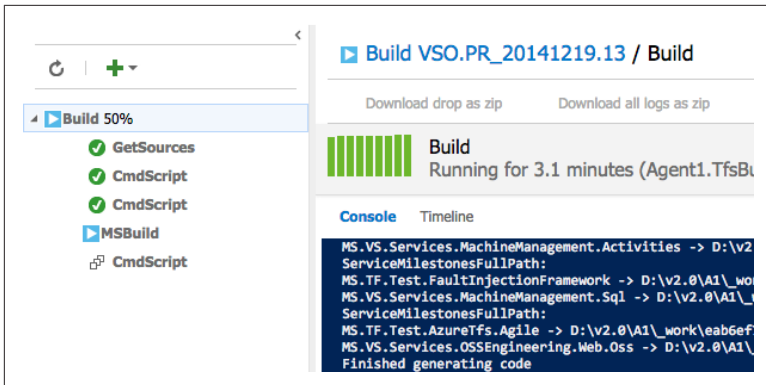 Build 50%
GetSources
CmdScript
CmdScript
MSBuild
CmdScript
Build VSO.PR_20141219.13 / Build
Download drop as zip Download all logs as zip
Build
Running for 3.1 minutes (Agent1.TfsBu
Console Timeline
MS.VS.Services.MachineManagement.Activities -> D:\v2
ServiceMilestonesFullPath:
MS.TF.Test.FaultInjectionFramework -> D:\v2.0\A1\_wo
MS.VS.Services.MachineManagement.Sql -> D:\v2.0\A1\_
ServiceMilestonesFullPath:
MS.TF.Test.AzureTfs.Agile -> D:\v2.0\A1\_work\eab6ef
MS.VS.Services.OSSEngineering.Web.Oss -> D:\v2.0\A1\_
Finished generating code